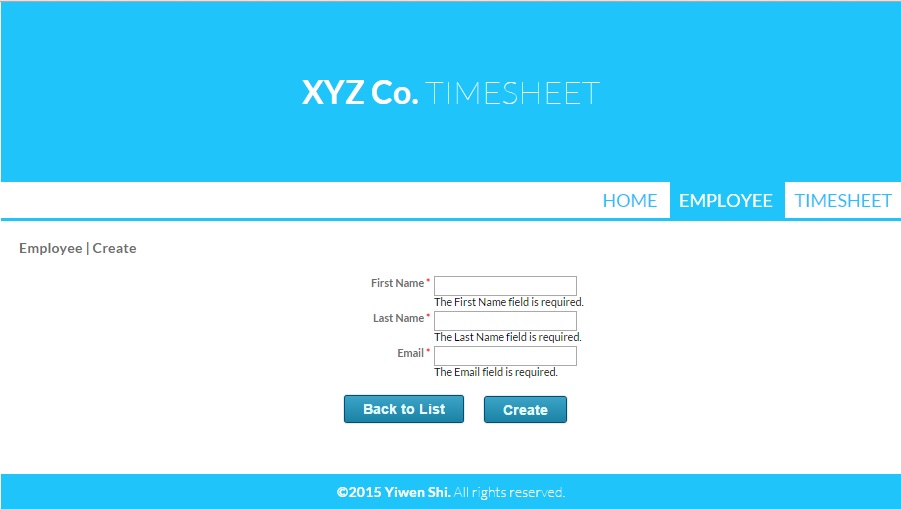 XYZ Co. TIMESHEET
HOME EMPLOYEE TIMESHEET
Employee | Create
First Name *
The First Name field is required.
Last Name *
The Last Name field is required.
Email *
The Email field is required.
Back to List Create
©2015 Yiwen Shi. All rights reserved.